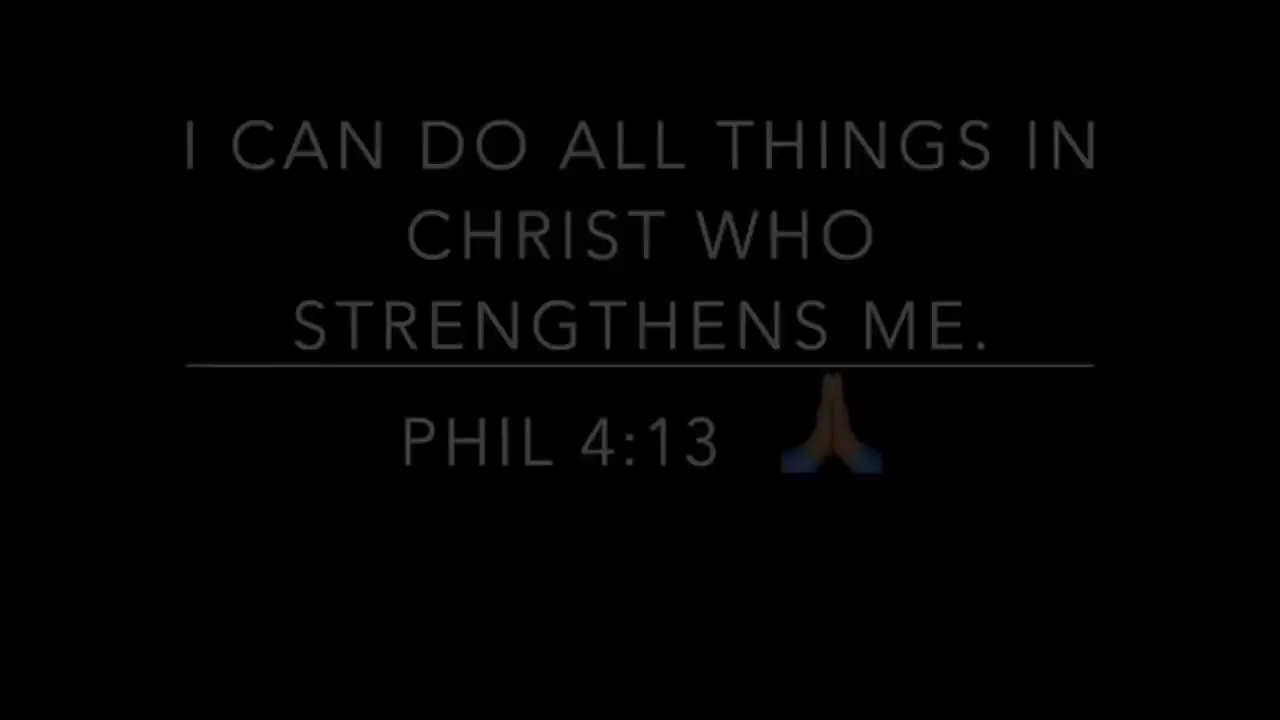 I CAN DO ALL THINGS IN
CHRIST WHO
STRENGTHENS ME.
PHIL 4:13 🙏🏾